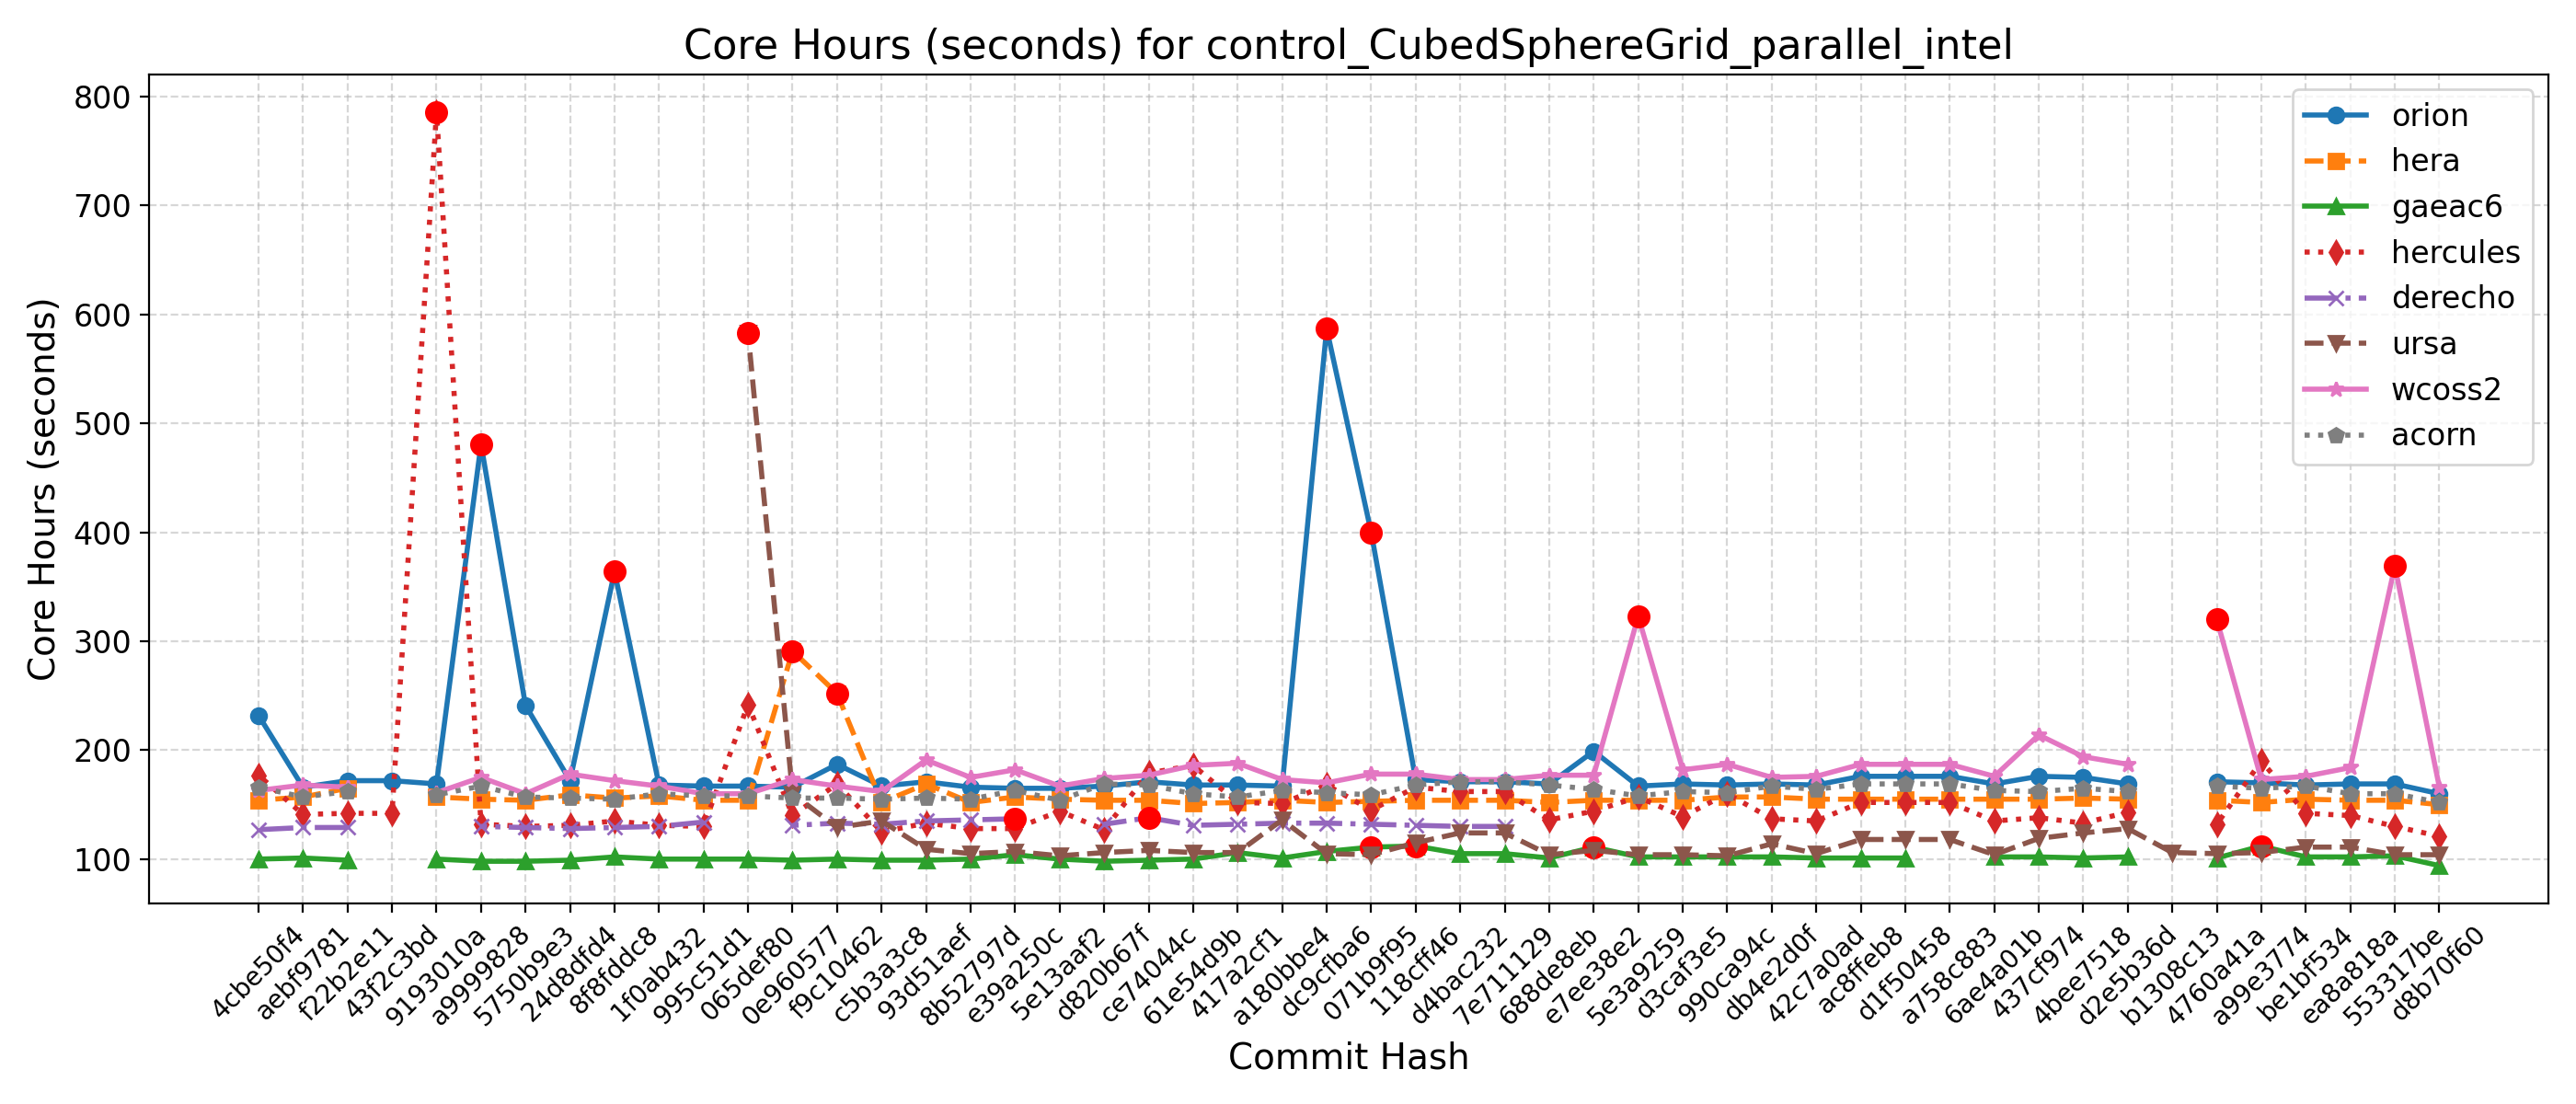 Core Hours (seconds) for control_CubedSphereGrid_parallel_intel
Core Hours (seconds)
800
700
600
500
400
300
200
100
orion
hera
gaeac6
hercules
derecho
ursa
wcoss2
acorn
4cbe50f4
aebf9781
f22b2e11
43f2c3bd
9193010a
a9999828
5750b9e3
24d8dfd4
8f8fddc8
1f0ab432
995c51d1
065def80
0e960577
f9c10462
c5b3a3c8
93d51aef
8b52797d
e39a250c
5e13aaf2
d820b67f
ce74044c
61e54d9b
417a2cf1
a180bbe4
dc9cfba6
071b9f95
118cff46
d4bac232
7e711129
688de8eb
e7ee38e2
5e3a9259
d3caf3e5
990ca94c
db4e2d0f
42c7a0ad
ac8ffeb8
d1f50458
a758c883
6ae4a01b
437cf974
4bee7518
d2e5b36d
b1308c13
4760a41a
a99e3774
be1bf534
ea8a818a
553317be
d8b70f60
Commit Hash